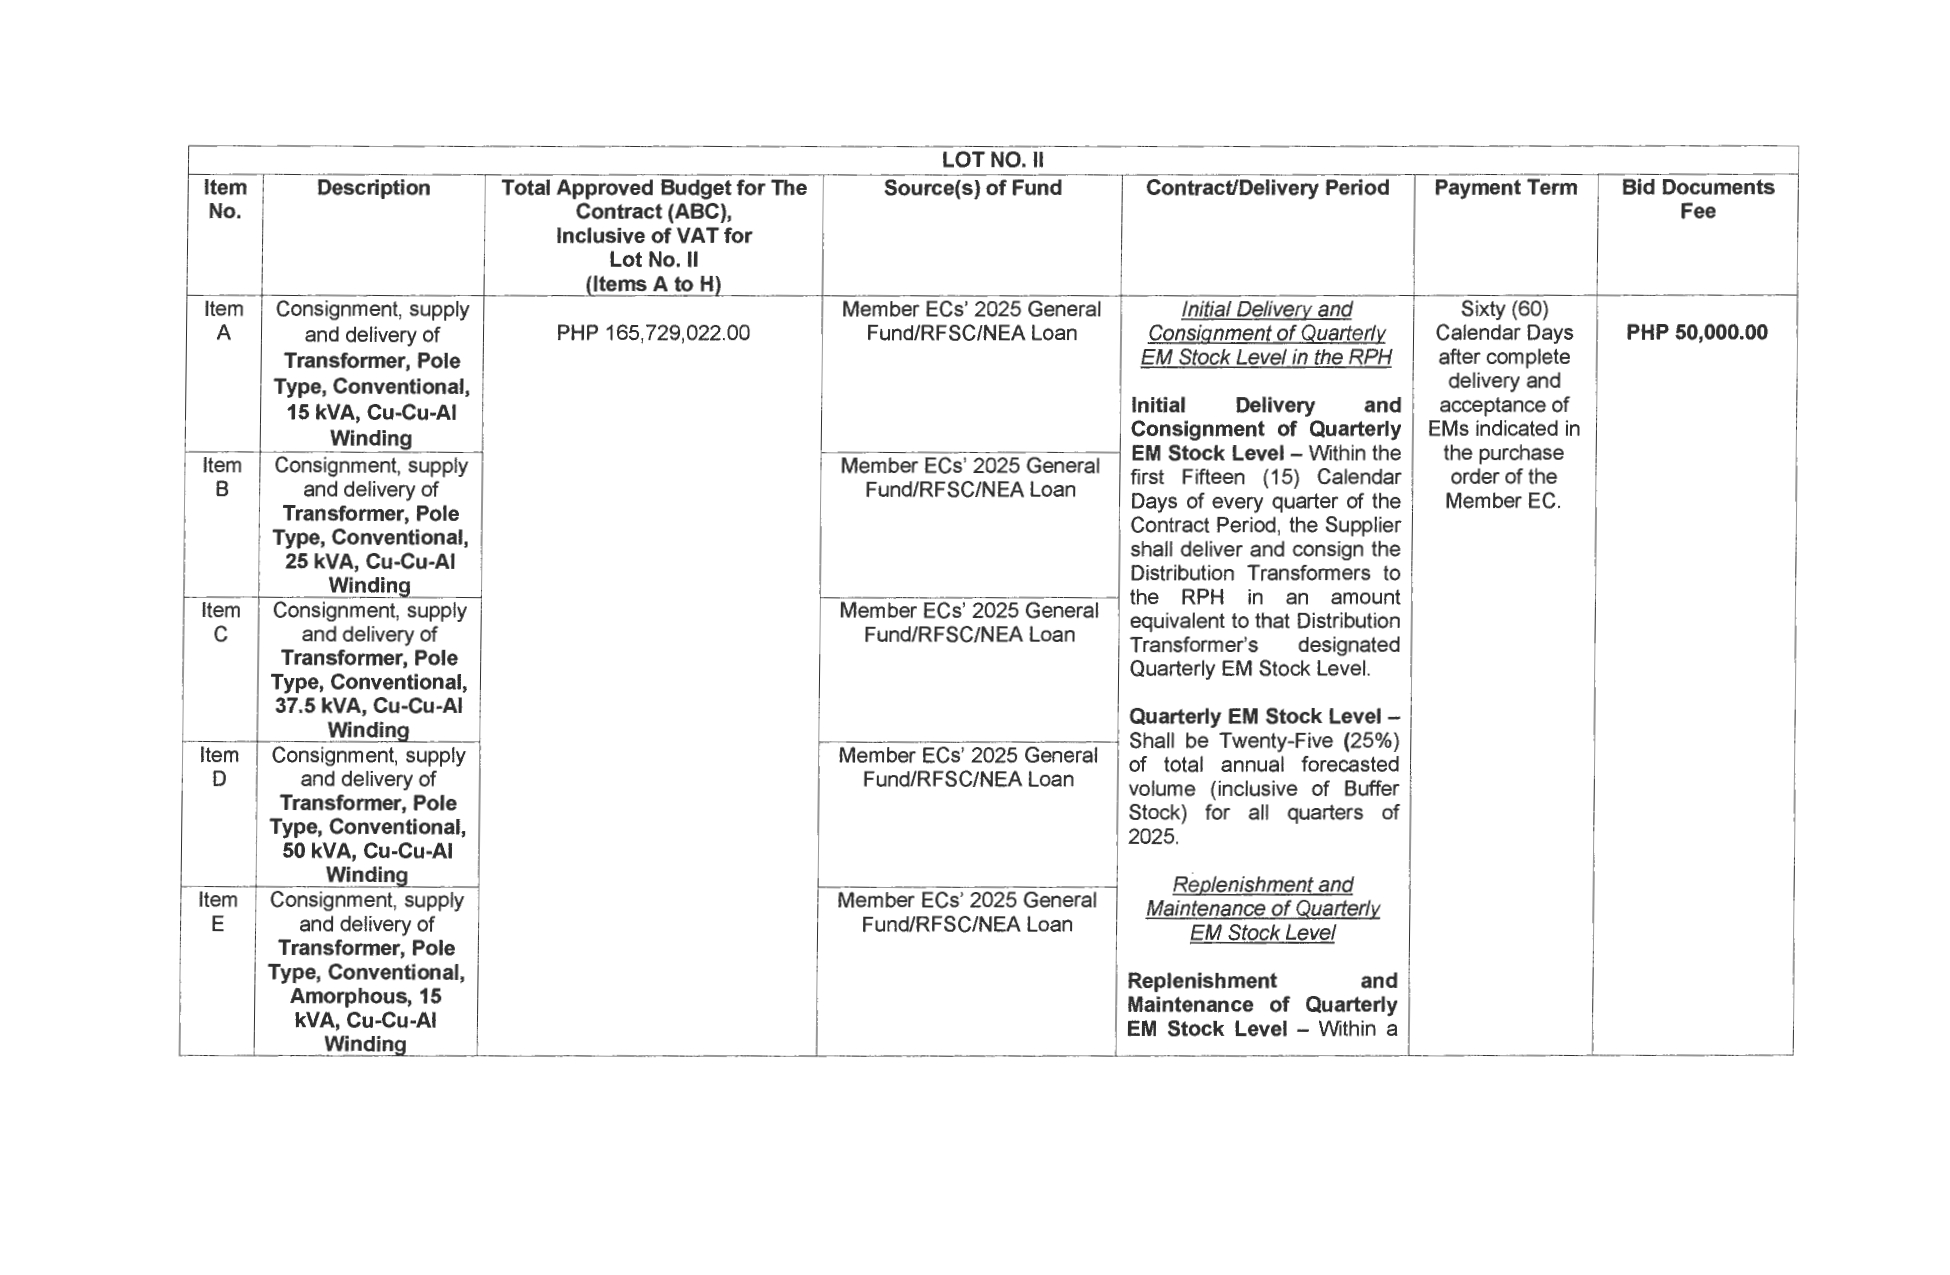 LOT NO. II
Item
No.
Description
Total Approved Budget for The
Contract (ABC),
Inclusive of VAT for
Lot No. II
(Items A to H)
Source(s) of Fund
Contract/Delivery Period
Payment Term
Bid Documents
Fee
Item
A
Consignment, supply
and delivery of
Transformer, Pole
Type, Conventional,
15 kVA, Cu-Cu-Al
Winding
PHP 165,729,022.00
Member ECs' 2025 General
Fund/RFSC/NEA Loan
Initial Delivery and
Consignment of Quarterly
EM Stock Level in the RPH
Initial Delivery and
Consignment of Quarterly
EM Stock Level – Within the
first Fifteen (15) Calendar
Days of every quarter of the
Contract Period, the Supplier
shall deliver and consign the
Distribution Transformers to
the RPH in an amount
equivalent to that Distribution
Transformer's designated
Quarterly EM Stock Level.
Quarterly EM Stock Level –
Shall be Twenty-Five (25%)
of total annual forecasted
volume (inclusive of Buffer
Stock) for all quarters of
2025.
Replenishment and
Maintenance of Quarterly
EM Stock Level
Replenishment and
Maintenance of Quarterly
EM Stock Level – Within a
Sixty (60)
Calendar Days
after complete
delivery and
acceptance of
EMs indicated in
the purchase
order of the
Member EC.
PHP 50,000.00
Item
B
Consignment, supply
and delivery of
Transformer, Pole
Type, Conventional,
25 kVA, Cu-Cu-Al
Winding
Member ECs' 2025 General
Fund/RFSC/NEA Loan
Item
C
Consignment, supply
and delivery of
Transformer, Pole
Type, Conventional,
37.5 kVA, Cu-Cu-Al
Winding
Member ECs' 2025 General
Fund/RFSC/NEA Loan
Item
D
Consignment, supply
and delivery of
Transformer, Pole
Type, Conventional,
50 kVA, Cu-Cu-Al
Winding
Member ECs' 2025 General
Fund/RFSC/NEA Loan
Item
E
Consignment, supply
and delivery of
Transformer, Pole
Type, Conventional,
Amorphous, 15
kVA, Cu-Cu-Al
Winding
Member ECs' 2025 General
Fund/RFSC/NEA Loan